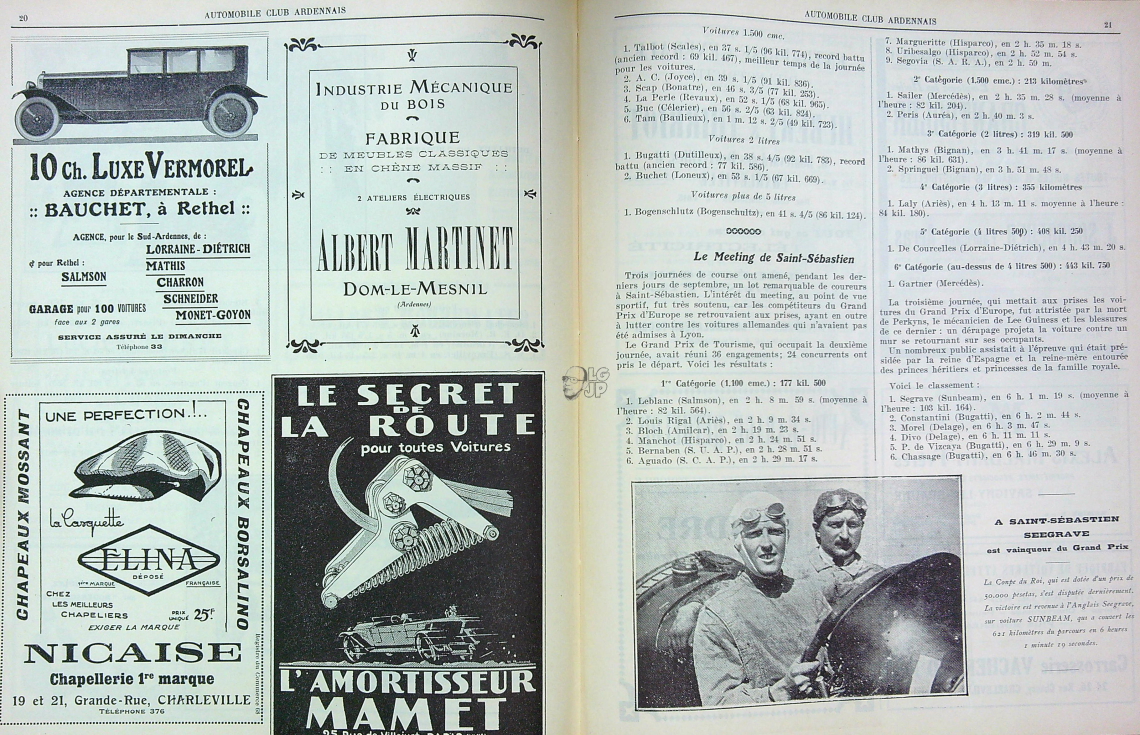 20
AUTOMOBILE CLUB ARDENNAIS
10 Ch. LUXE VERMOREL
AGENCE DÉPARTEMENTALE :
:: BAUCHET, à Rethel ::
AGENCE, pour le Sud-Ardennes, de :
LORRAINE-DIÉTRICH
& pour Rethel :
MATHIS
SALMSON
CHARRON
SCHNEIDER
GARAGE pour 100 VOITURES
MONET-GOYON
face aux 2 gares
SERVICE ASSURÉ LE DIMANCHE
Téléphone 33
INDUSTRIE MÉCANIQUE
DU BOIS
FABRIQUE
DE MEUBLES CLASSIQUES
:: EN CHÊNE MASSIF ::
2 ATELIERS ÉLECTRIQUES
ALBERT MARTINET
DOM-LE-MESNIL
(Ardennes)
CHAPEAUX MOSSANT
UNE PERFECTION !..
la Casquette
ELINA
DÉPOSÉ
1ère MARQUE
FRANÇAISE
CHEZ
LES MEILLEURS
CHAPELIERS
PRIX
UNIQUE 25F.
EXIGER LA MARQUE
CHAPEAUX BORSALINO
NICAISE
Chapellerie 1re marque
19 et 21, Grande-Rue, CHARLEVILLE
TÉLÉPHONE 376
Registre du Commerce
LE SECRET
DE
LA ROUTE
pour toutes Voitures
L'AMORTISSEUR
MAMET
AUTOMOBILE CLUB ARDENNAIS
21
Voitures 1.500 cmc.
1. Talbot (Scales), en 37 s. 1/5 (96 kil. 774), record battu
(ancien record : 69 kil. 467), meilleur temps de la journée
pour les voitures.
2. A. C. (Joyce), en 39 s. 1/5 (91 kil. 836).
3. Scap (Bonatre), en 46 s. 3/5 (77 kil. 253).
4. La Perle (Revaux), en 52 s. 1/5 (68 kil. 965).
5. Buc (Célerier), en 56 s. 2/5 (63 kil. 824).
6. Tam (Baulieux), en 1 m. 12 s. 2/5 (49 kil. 723).
Voitures 2 litres
1. Bugatti (Dutilleux), en 38 s. 4/5 (92 kil. 783), record
battu (ancien record : 77 kil. 586).
2. Buchet (Loneux), en 53 s. 1/5 (67 kil. 669).
Voitures plus de 5 litres
1. Bogenschlutz (Bogenschultz), en 41 s. 4/5 (86 kil. 124).
Le Meeting de Saint-Sébastien
Trois journées de course ont amené, pendant les der-
niers jours de septembre, un lot remarquable de coureurs
à Saint-Sébastien. L'intérêt du meeting, au point de vue
sportif, fut très soutenu, car les compétiteurs du Grand
Prix d'Europe se retrouvaient aux prises, ayant en outre
à lutter contre les voitures allemandes qui n'avaient pas
été admises à Lyon.
Le Grand Prix de Tourisme, qui occupait la deuxième
journée, avait réuni 36 engagements; 24 concurrents ont
pris le départ. Voici les résultats :
1re Catégorie (1.100 cmc.) : 177 kil. 500
1. Leblanc (Salmson), en 2 h. 8 m. 59 s. (moyenne à
l'heure : 82 kil. 564).
2. Louis Rigal (Ariès), en 2 h. 9 m. 34 s.
3. Bloch (Amilcar), en 2 h. 19 m. 23 s.
4. Manchot (Hisparco), en 2 h. 24 m. 51 s.
5. Bernaben (S. U. A. P.), en 2 h. 28 m. 51 s.
6. Aguado (S. C. A. P.), en 2 h. 29 m. 17 s.
7. Margueritte (Hisparco), en 2 h. 35 m. 18 s.
8. Uribesalgo (Hisparco), en 2 h. 52 m. 54 s.
9. Segovia (S. A. R. A.), en 2 h. 59 m.
2e Catégorie (1.500 cmc.) : 213 kilomètres
1. Sailer (Mercédès), en 2 h. 35 m. 28 s. (moyenne à
l'heure : 82 kil. 204).
2. Peris (Auréa), en 2 h. 40 m. 3 s.
3e Catégorie (2 litres) : 319 kil. 500
1. Mathys (Bignan), en 3 h. 41 m. 17 s. (moyenne à
l'heure : 86 kil. 631).
2. Springuel (Bignan), en 3 h. 51 m. 48 s.
4e Catégorie (3 litres) : 355 kilomètres
1. Laly (Ariès), en 4 h. 13 m. 11 s. moyenne à l'heure :
84 kil. 180).
5e Catégorie (4 litres 500) : 408 kil. 250
1. De Courcelles (Lorraine-Diétrich), en 4 h. 43 m. 20 s.
6e Catégorie (au-dessus de 4 litres 500) : 443 kil. 750
1. Gartner (Mercédès).
La troisième journée, qui mettait aux prises les voi-
tures du Grand Prix d'Europe, fut attristée par la mort
de Perkyns, le mécanicien de Lee Guiness et les blessures
de ce dernier : un dérapage projeta la voiture contre un
mur se retournant sur ses occupants.
Un nombreux public assistait à l'épreuve qui était pré-
sidée par la reine d'Espagne et la reine-mère entourée
des princes héritiers et princesses de la famille royale.
Voici le classement :
1. Segrave (Sunbeam), en 6 h. 1 m. 19 s. (moyenne à
l'heure : 103 kil. 164).
2. Constantini (Bugatti), en 6 h. 2 m. 44 s.
3. Morel (Delage), en 6 h. 3 m. 47 s.
4. Divo (Delage), en 6 h. 11 m. 11 s.
5. P. de Vizcaya (Bugatti), en 6 h. 29 m. 9 s.
6. Chassage (Bugatti), en 6 h. 46 m. 30 s.
A SAINT-SÉBASTIEN
SEEGRAVE
est vainqueur du Grand Prix
La Coupe du Roi, qui est dotée d'un prix de
50.000 pesetas, s'est disputée dernièrement.
La victoire est revenue à l'Anglais Seegrave,
sur voiture SUNBEAM, qui a couvert les
621 kilomètres du parcours en 6 heures
1 minute 19 secondes.
LG
JP